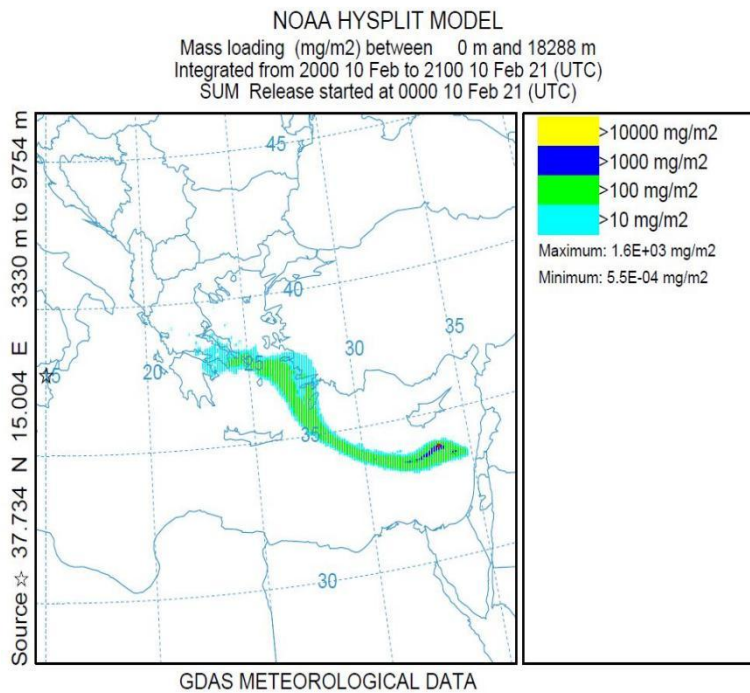 NOAA HYSPLIT MODEL
Mass loading (mg/m2) between 0 m and 18288 m
Integrated from 2000 10 Feb to 2100 10 Feb 21 (UTC)
SUM Release started at 0000 10 Feb 21 (UTC)
Source ☆ 37.734 N 15.004 E 3330 m to 9754 m
45
40
35
20
25
30
15
35
30
>10000 mg/m2
>1000 mg/m2
>100 mg/m2
>10 mg/m2
Maximum: 1.6E+03 mg/m2
Minimum: 5.5E-04 mg/m2
GDAS METEOROLOGICAL DATA